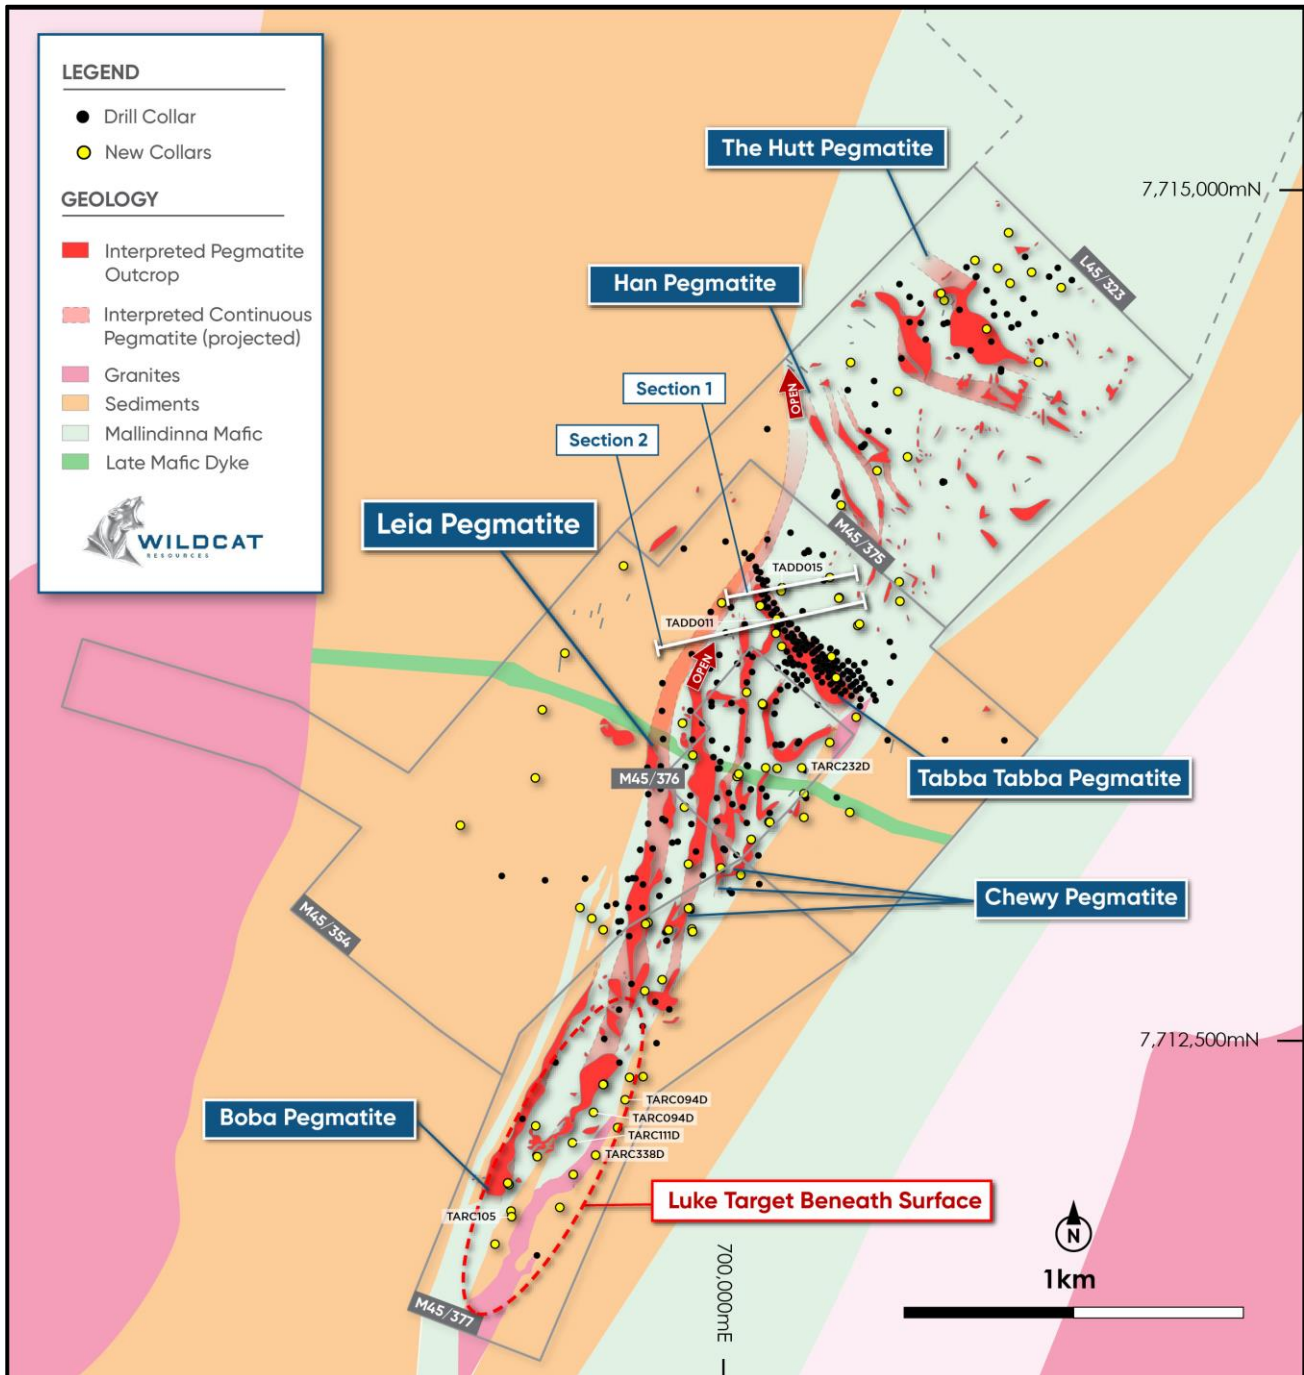 LEGEND
Drill Collar
New Collars
GEOLOGY
Interpreted Pegmatite
Outcrop
Interpreted Continuous
Pegmatite (projected)
Granites
Sediments
Mallindinna Mafic
Late Mafic Dyke
WILDCAT
RESOURCES
The Hutt Pegmatite
7,715,000mN
L45/323
Han Pegmatite
Section 1
OPEN
Section 2
Leia Pegmatite
M45/375
TADD015
TADD011
OPEN
M45/376
TARC232D
Tabba Tabba Pegmatite
Chewy Pegmatite
M45/354
7,712,500mN
TARC094D
Boba Pegmatite
TARC094D
TARC111D
TARC338D
Luke Target Beneath Surface
TARC105
N
700,000mE
1km
M45/377